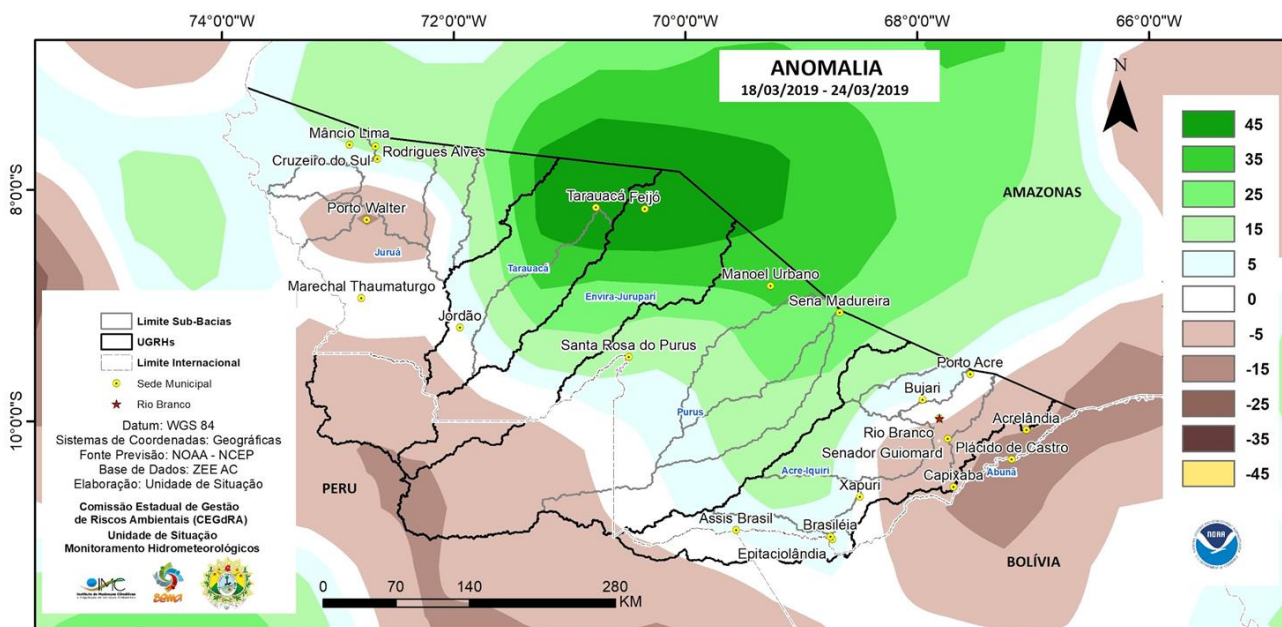 74°0'0"W
72°0'0"W
70°0'0"W
68°0'0"W
66°0'0"W
ANOMALIA
18/03/2019 - 24/03/2019
N
45
35
25
15
5
0
-5
-15
-25
-35
-45
8°0'0"S
10°0'0"S
Mâncio Lima
Rodrigues Alves
Cruzeiro do Sul
Porto Walter
Juruá
Marechal Thaumaturgo
Jordão
Tarauacá
Feijó
Tarauacá
Envira-Jurupari
Manoel Urbano
Sena Madureira
Santa Rosa do Purus
Purus
Porto Acre
Bujari
Rio Branco
Acrelândia
Senador Guiomard
Plácido de Castro
Abunã
Acre-Iquiri
Capixaba
Xapuri
Assis Brasil
Brasiléia
Epitaciolândia
AMAZONAS
PERU
BOLÍVIA
Limite Sub-Bacias
UGRHs
Limite Internacional
Sede Municipal
Rio Branco
Datum: WGS 84
Sistemas de Coordenadas: Geográficas
Fonte Previsão: NOAA - NCEP
Base de Dados: ZEE AC
Elaboração: Unidade de Situação
Comissão Estadual de Gestão
de Riscos Ambientais (CEGdRA)
Unidade de Situação
Monitoramento Hidrometeorológicos
IMC
SEMA
0
70
140
280
KM
NOAA